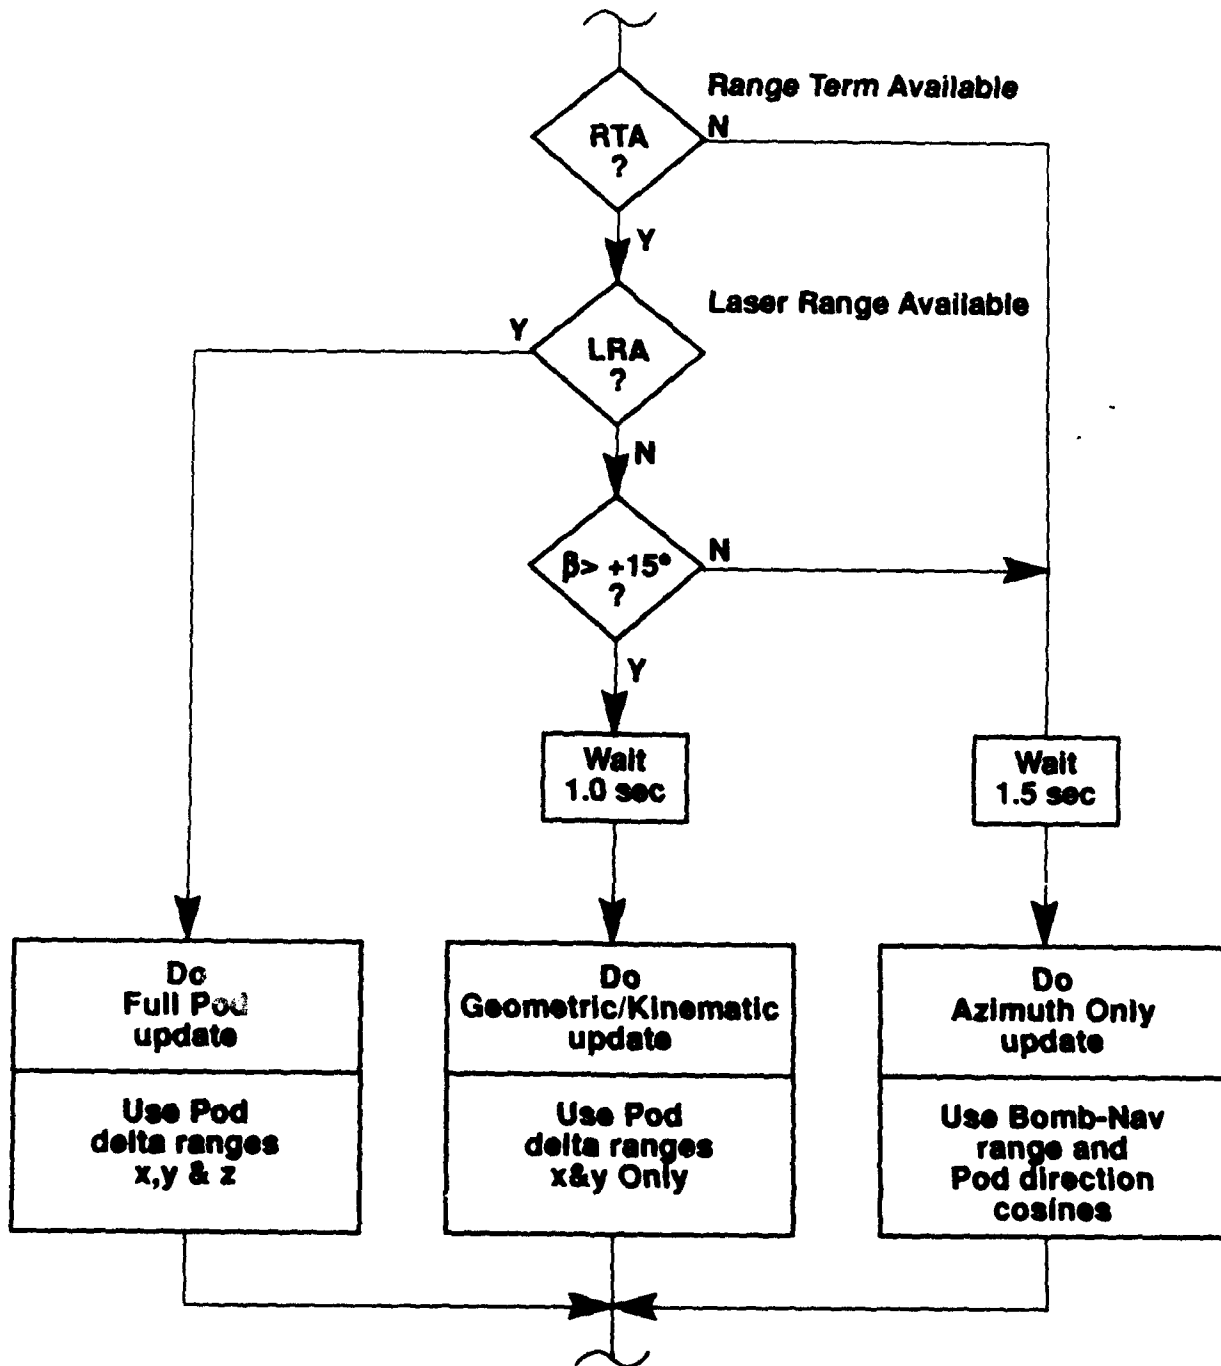 Range Term Available
RTA
?
N
Y
Laser Range Available
Y
LRA
?
N
β> +15°
?
N
Y
Wait
1.0 sec
Wait
1.5 sec
Do
Full Pod
update
Use Pod
delta ranges
x,y & z
Do
Geometric/Kinematic
update
Use Pod
delta ranges
x&y Only
Do
Azimuth Only
update
Use Bomb-Nav
range and
Pod direction
cosines